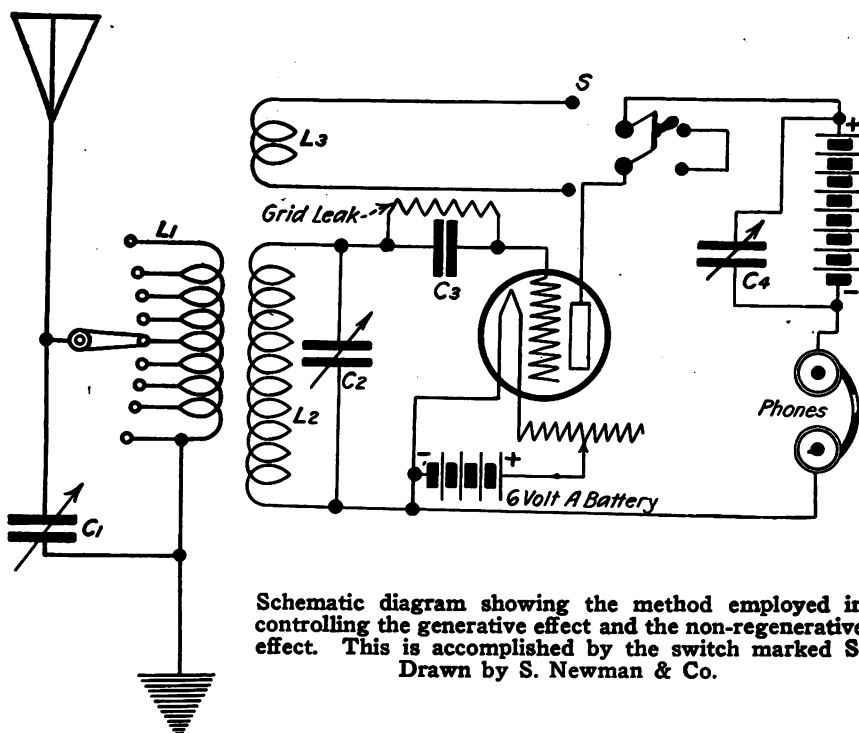 S
L3
Grid Leak
L1
C3
+
-
C4
C2
L2
Phones
- +
6 Volt A Battery
C1
Schematic diagram showing the method employed in
controlling the generative effect and the non-regenerative
effect. This is accomplished by the switch marked S
Drawn by S. Newman & Co.